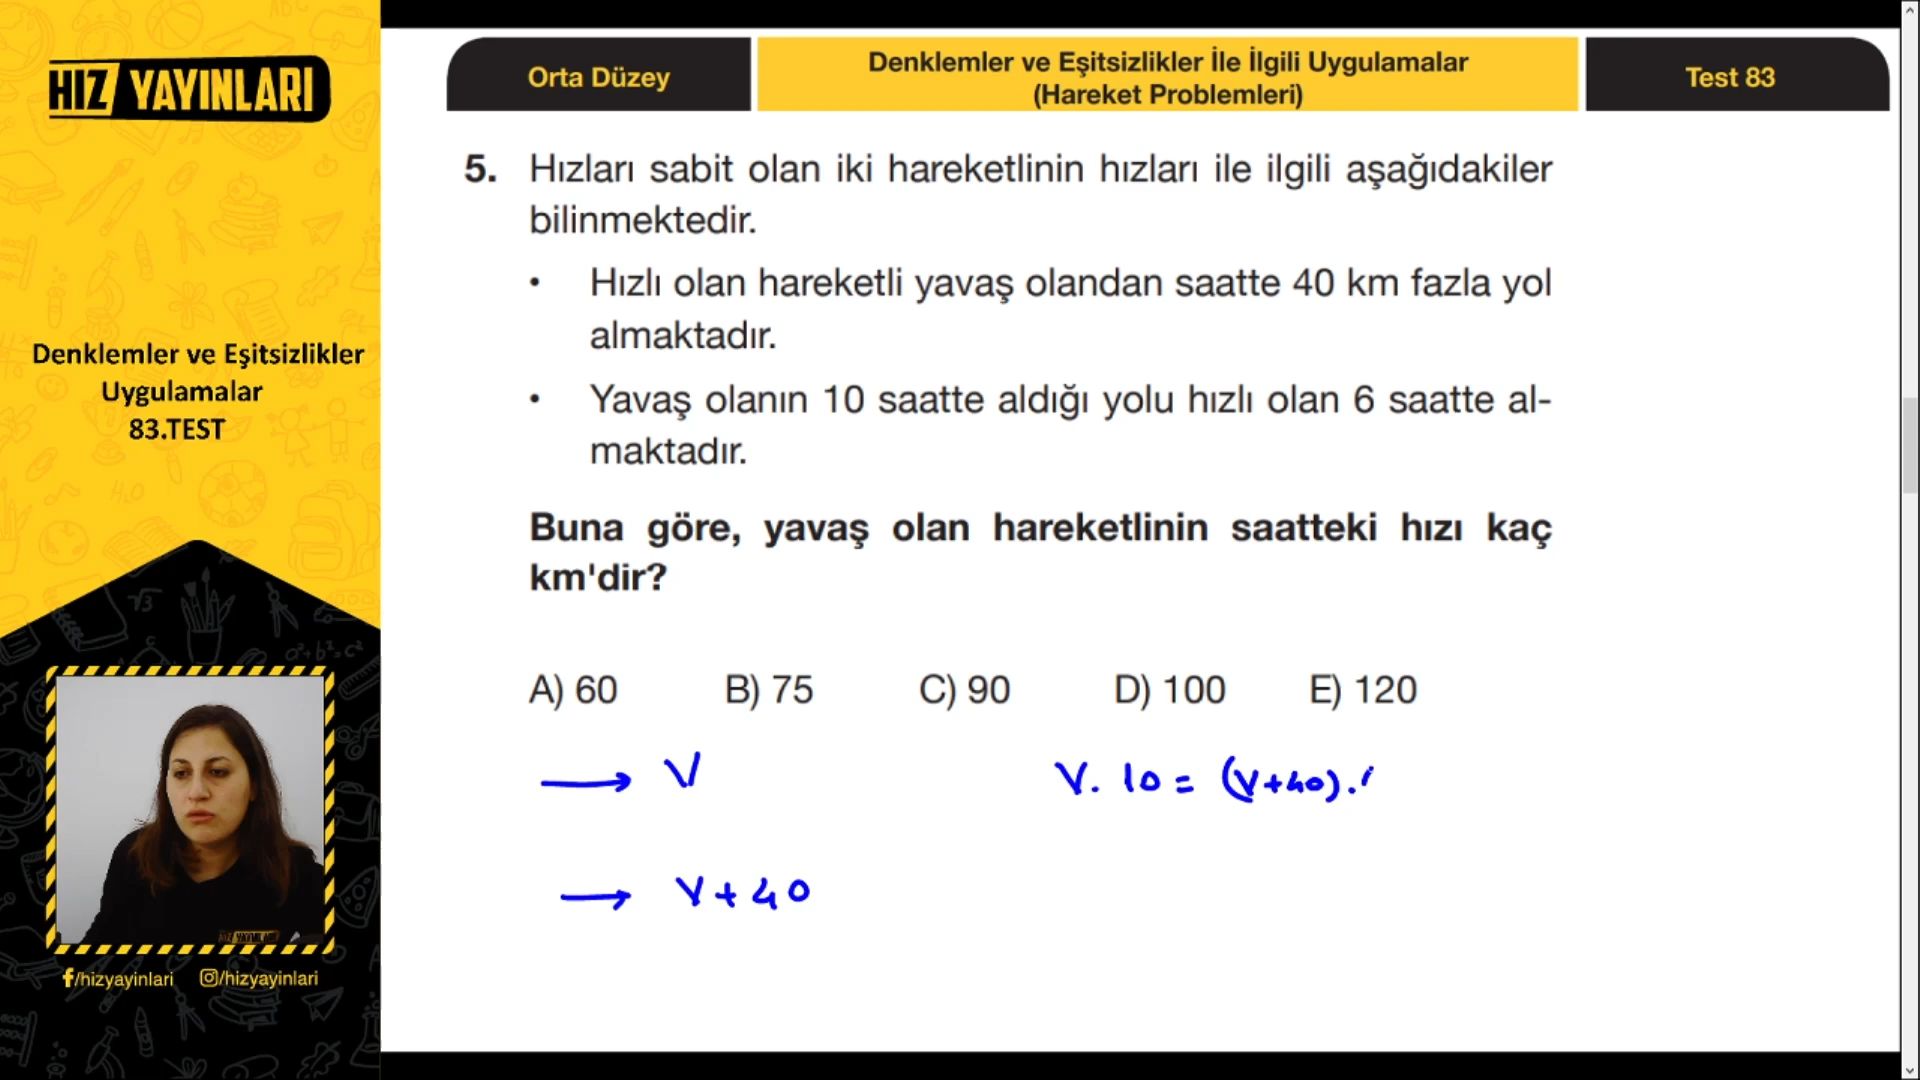 HIZ YAYINLARI
Denklemler ve Eşitsizlikler
Uygulamalar
83.TEST
/hizyayinlari /hizyayinlari
Orta Düzey
Denklemler ve Eşitsizlikler İle İlgili Uygulamalar
(Hareket Problemleri)
Test 83
5. Hızları sabit olan iki hareketlinin hızları ile ilgili aşağıdakiler
bilinmektedir.
• Hızlı olan hareketli yavaş olandan saatte 40 km fazla yol
almaktadır.
• Yavaş olanın 10 saatte aldığı yolu hızlı olan 6 saatte al-
maktadır.
Buna göre, yavaş olan hareketlinin saatteki hızı kaç
km'dir?
A) 60 B) 75 C) 90 D) 100 E) 120
→ V
V. 10 = (V+40).
→ V+40